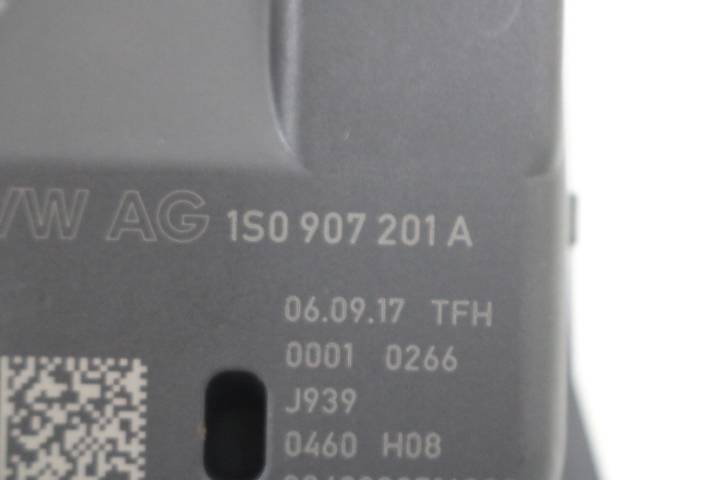 VW AG 1S0 907 201 A
06.09.17 TFH
0001 0266
J939
0460 H08